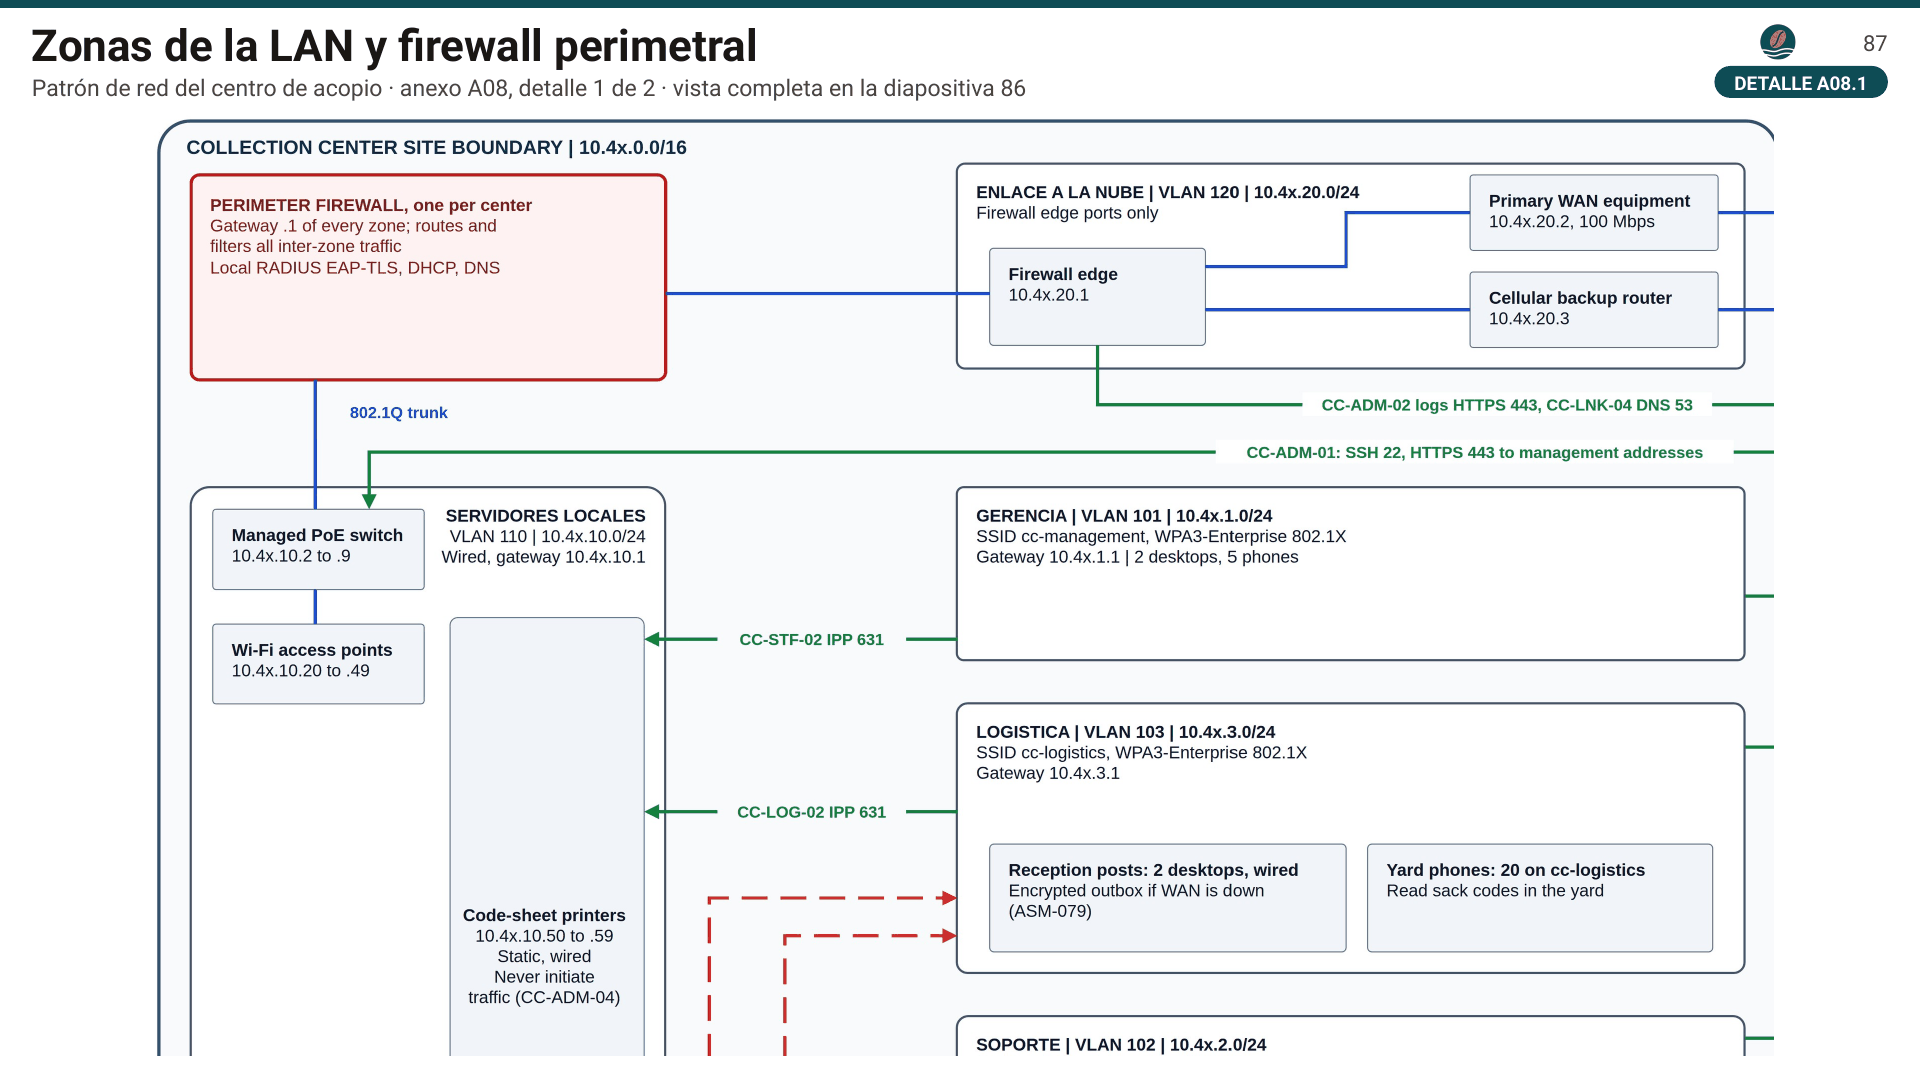 Zonas de la LAN y firewall perimetral
Patrón de red del centro de acopio · anexo A08, detalle 1 de 2 · vista completa en la diapositiva 86
87
DETALLE A08.1
COLLECTION CENTER SITE BOUNDARY | 10.4x.0.0/16
PERIMETER FIREWALL, one per center
Gateway .1 of every zone; routes and
filters all inter-zone traffic
Local RADIUS EAP-TLS, DHCP, DNS
ENLACE A LA NUBE | VLAN 120 | 10.4x.20.0/24
Firewall edge ports only
Firewall edge
10.4x.20.1
Primary WAN equipment
10.4x.20.2, 100 Mbps
Cellular backup router
10.4x.20.3
802.1Q trunk
CC-ADM-02 logs HTTPS 443, CC-LNK-04 DNS 53
CC-ADM-01: SSH 22, HTTPS 443 to management addresses
Managed PoE switch
10.4x.10.2 to .9
SERVIDORES LOCALES
VLAN 110 | 10.4x.10.0/24
Wired, gateway 10.4x.10.1
Wi-Fi access points
10.4x.10.20 to .49
Code-sheet printers
10.4x.10.50 to .59
Static, wired
Never initiate
traffic (CC-ADM-04)
CC-STF-02 IPP 631
CC-LOG-02 IPP 631
GERENCIA | VLAN 101 | 10.4x.1.0/24
SSID cc-management, WPA3-Enterprise 802.1X
Gateway 10.4x.1.1 | 2 desktops, 5 phones
LOGISTICA | VLAN 103 | 10.4x.3.0/24
SSID cc-logistics, WPA3-Enterprise 802.1X
Gateway 10.4x.3.1
Reception posts: 2 desktops, wired
Encrypted outbox if WAN is down
(ASM-079)
Yard phones: 20 on cc-logistics
Read sack codes in the yard
SOPORTE | VLAN 102 | 10.4x.2.0/24